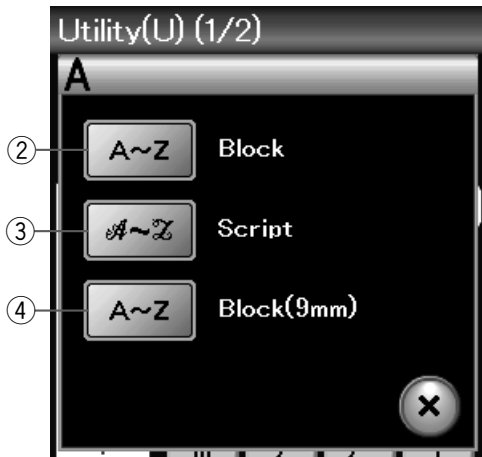 Utility(U) (1/2)
A
② A~Z Block
③ 𝒜~𝒵 Script
④ A~Z Block(9mm)
×